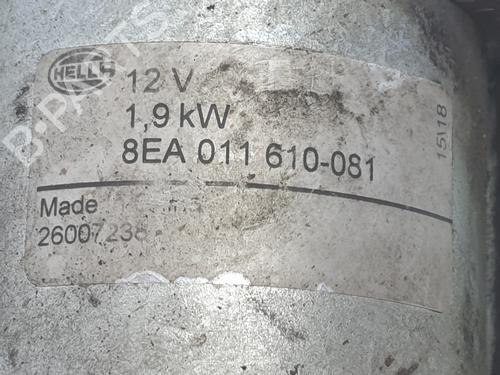 HELLA
12 V
1,9 kW
8EA 011 610-081
15\18
Made
26007238
B-PARTS